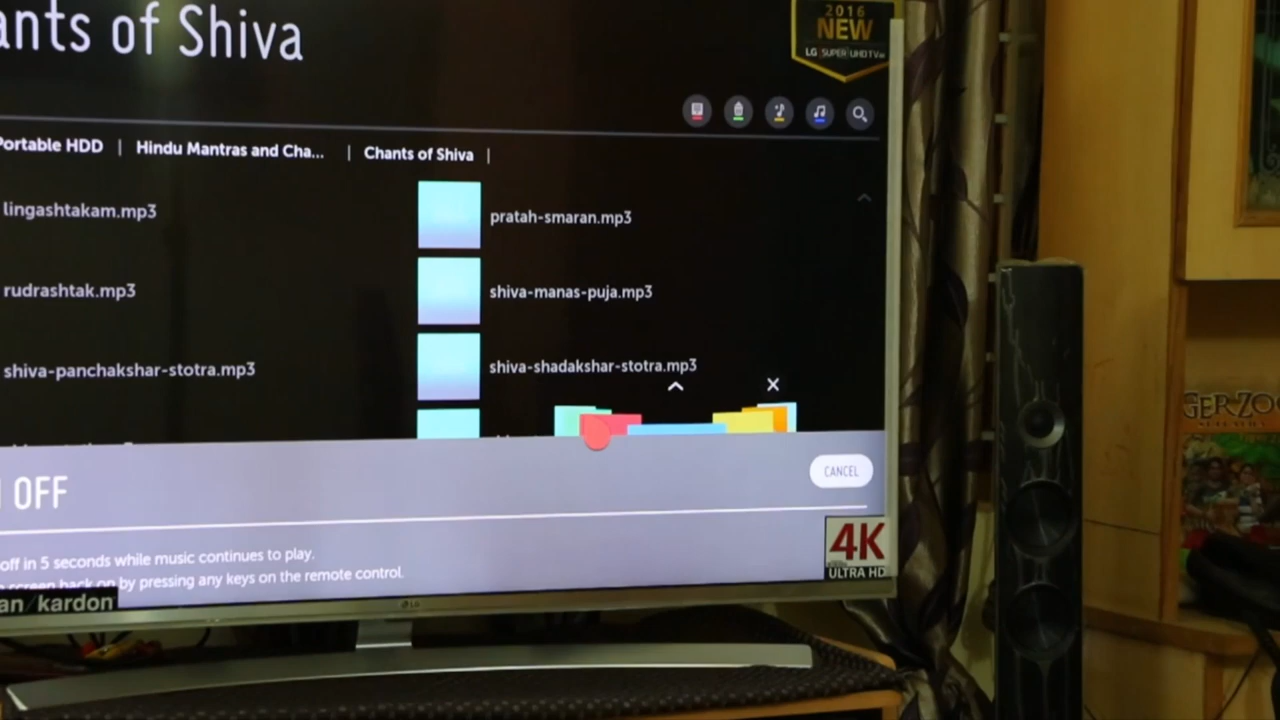 ants of Shiva
2016
NEW
LG SUPER UHD TV
Portable HDD | Hindu Mantras and Cha... | Chants of Shiva |
lingashtakam.mp3
pratah-smaran.mp3
rudrashtak.mp3
shiva-manas-puja.mp3
shiva-panchakshar-stotra.mp3
shiva-shadakshar-stotra.mp3
OFF
CANCEL
off in 5 seconds while music continues to play.
screen back on by pressing any keys on the remote control.
4K
ULTRA HD
an/kardon
LG
GERZO